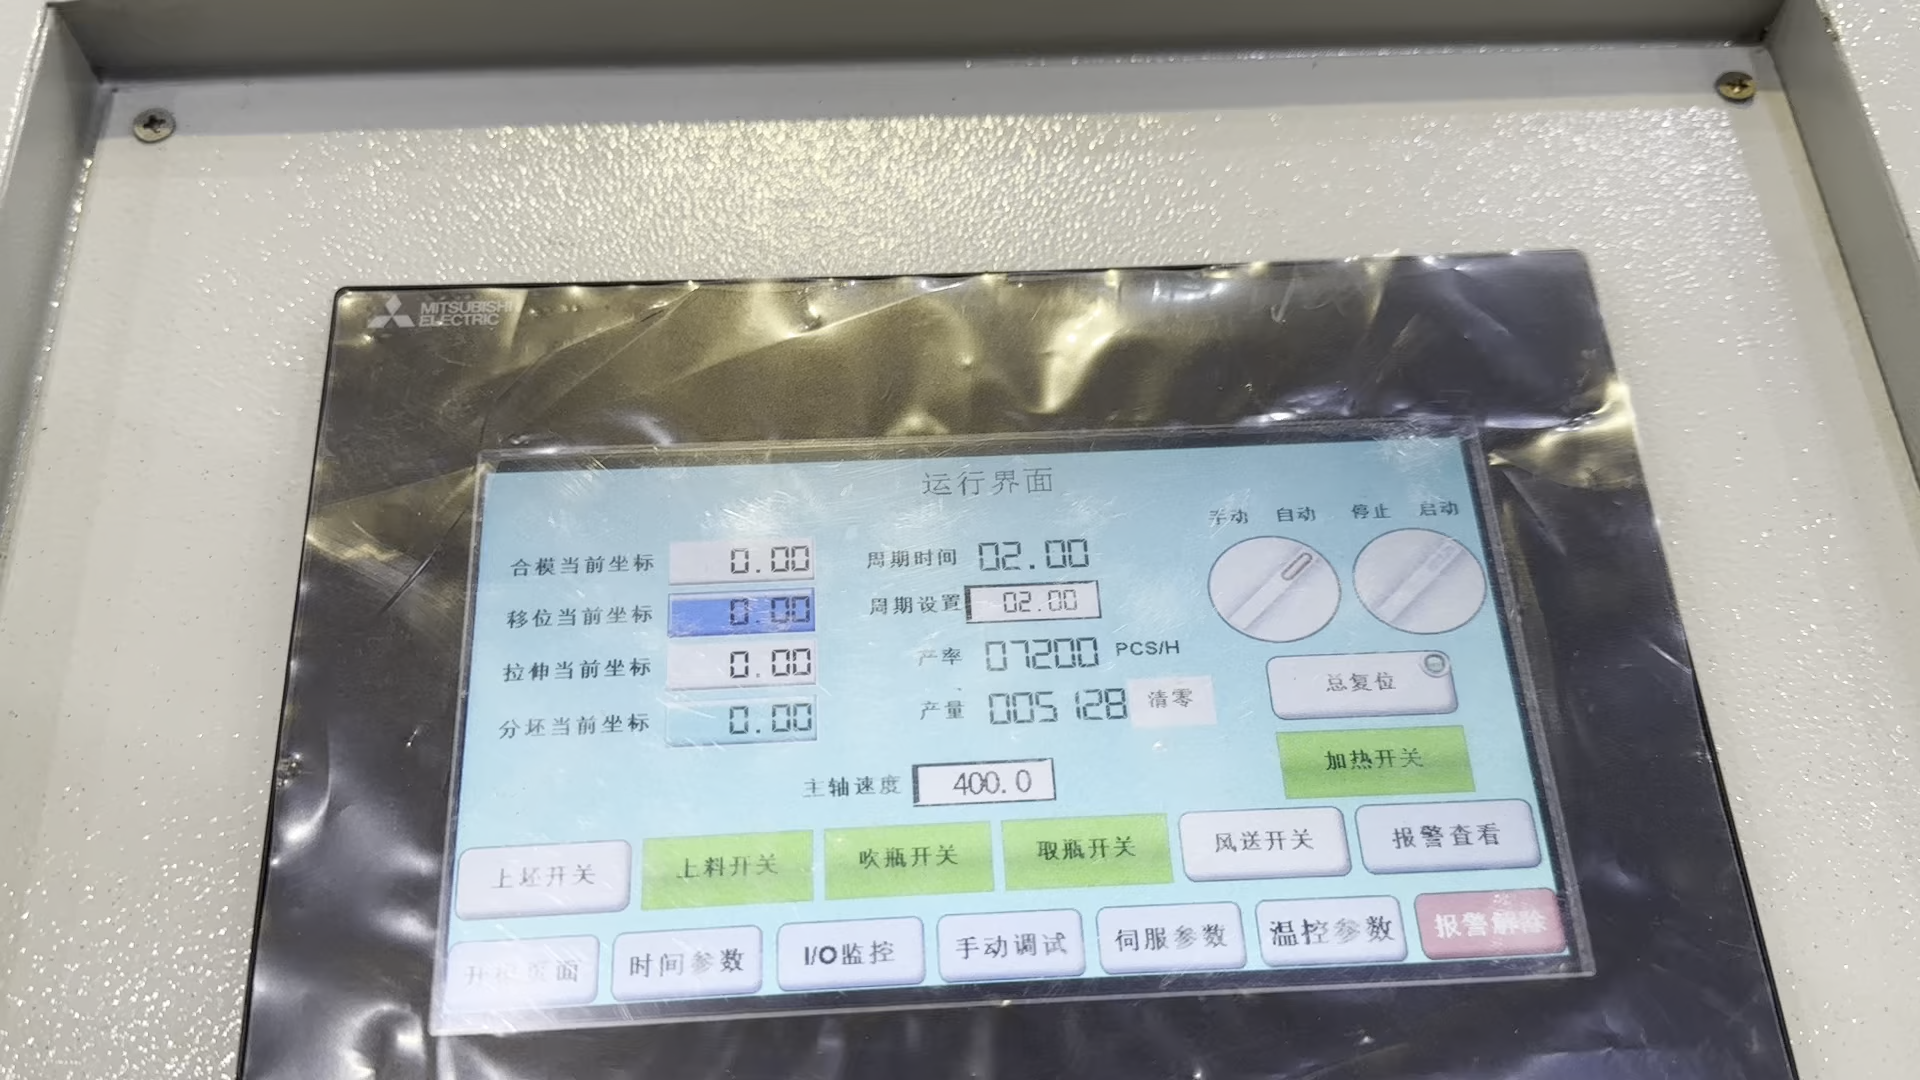 MITSUBISHI
ELECTRIC
运行界面
手动 自动 停止 启动
合模当前坐标 0.00 周期时间 02.00
移位当前坐标 0.00 周期设置 02.00
拉伸当前坐标 0.00 产率 07200 PCS/H
总复位
分坯当前坐标 0.00 产量 005128 清零
加热开关
主轴速度 400.0
上坯开关 上料开关 吹瓶开关 取瓶开关 风送开关 报警查看
页面 时间参数 I/O监控 手动调试 伺服参数 温控参数 报警解除